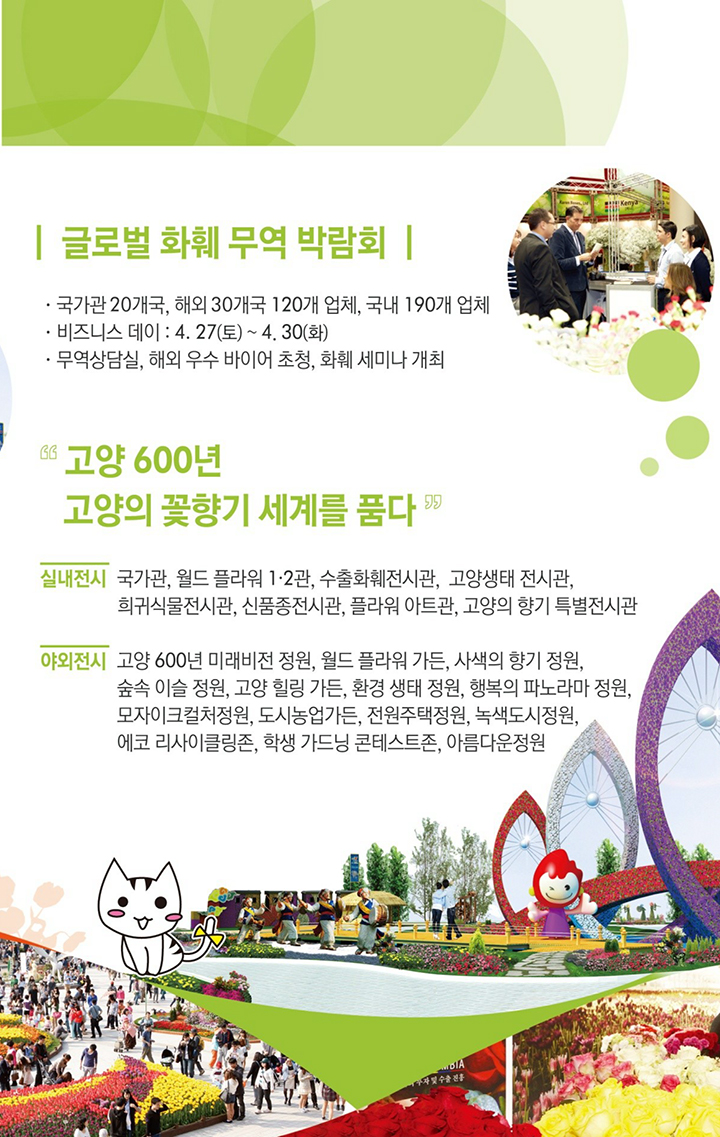 Kenya
| 글로벌 화훼 무역 박람회 |
· 국가관 20개국, 해외 30개국 120개 업체, 국내 190개 업체
· 비즈니스 데이 : 4. 27(토) ~ 4. 30(화)
· 무역상담실, 해외 우수 바이어 초청, 화훼 세미나 개최
“ 고양 600년
고양의 꽃향기 세계를 품다 ”
실내전시 국가관, 월드 플라워 1·2관, 수출화훼전시관, 고양생태 전시관,
희귀식물전시관, 신품종전시관, 플라워 아트관, 고양의 향기 특별전시관
야외전시 고양 600년 미래비전 정원, 월드 플라워 가든, 사색의 향기 정원,
숲속 이슬 정원, 고양 힐링 가든, 환경 생태 정원, 행복의 파노라마 정원,
모자이크컬처정원, 도시농업가든, 전원주택정원, 녹색도시정원,
에코 리사이클링존, 학생 가드닝 콘테스트존, 아름다운정원